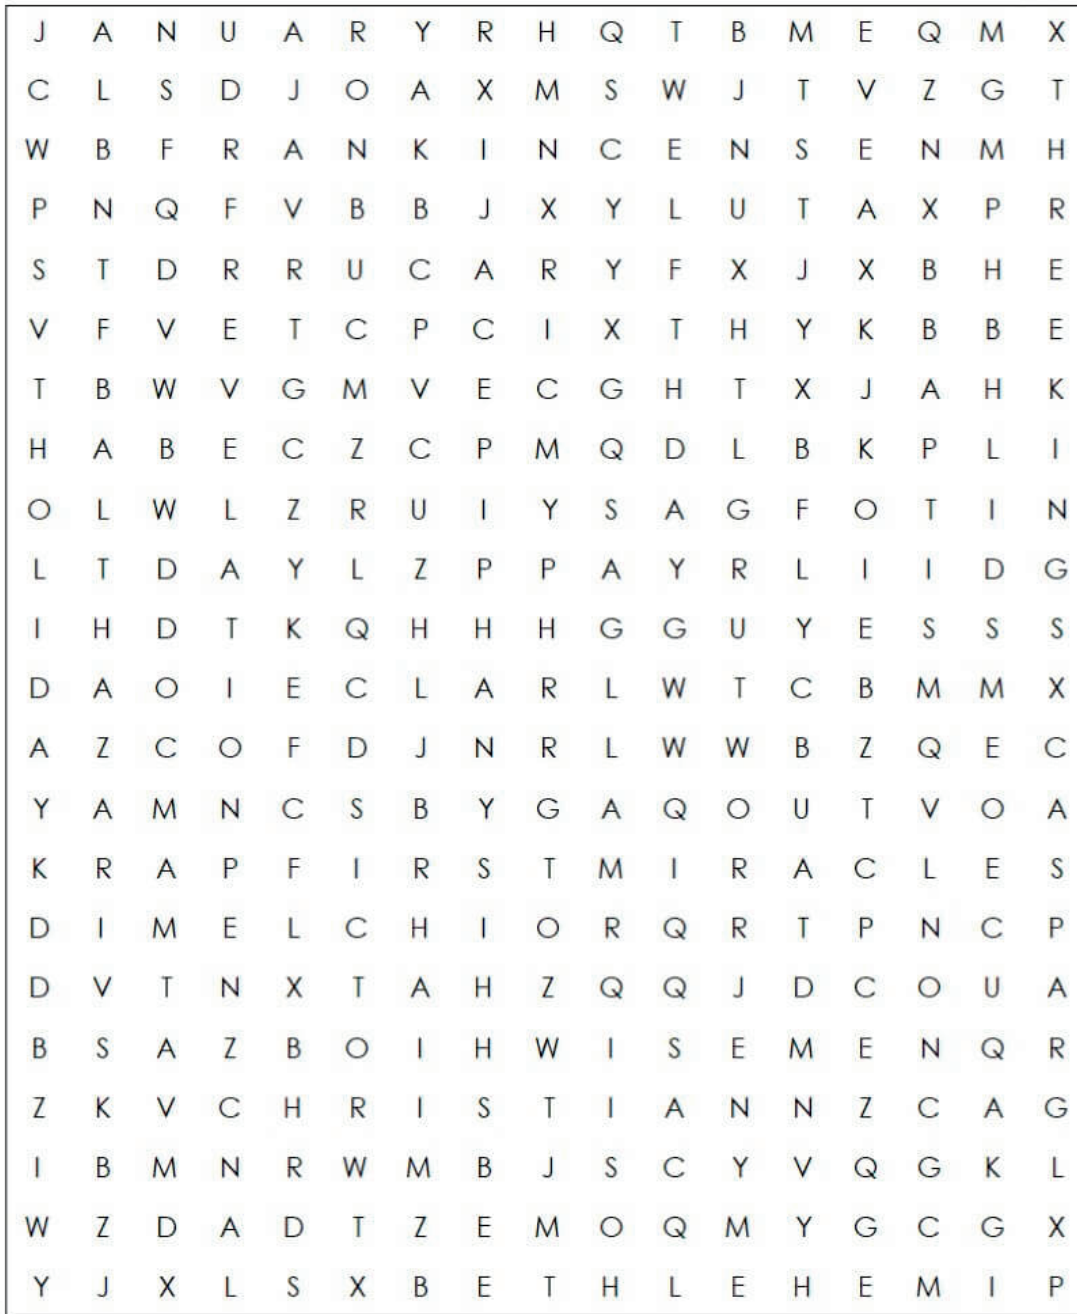 J A N U A R Y R H Q T B M E Q M X
C L S D J O A X M S W J T V Z G T
W B F R A N K I N C E N S E N M H
P N Q F V B B J X Y L U T A X P R
S T D R R U C A R Y F X J X B H E
V F V E T C P C I X T H Y K B B E
T B W V G M V E C G H T X J A H K
H A B E C Z C P M Q D L B K P L I
O L W L Z R U I Y S A G F O T I N
L T D A Y L Z P P A Y R L I I D G
I H D T K Q H H H G G U Y E S S S
D A O I E C L A R L W T C B M M X
A Z C O F D J N R L W W B Z Q E C
Y A M N C S B Y G A Q O U T V O A
K R A P F I R S T M I R A C L E S
D I M E L C H I O R Q R T P N C P
D V T N X T A H Z Q Q J D C O U A
B S A Z B O I H W I S E M E N Q R
Z K V C H R I S T I A N N Z C A G
I B M N R W M B J S C Y V Q G K L
W Z D A D T Z E M O Q M Y G C G X
Y J X L S X B E T H L E H E M I P